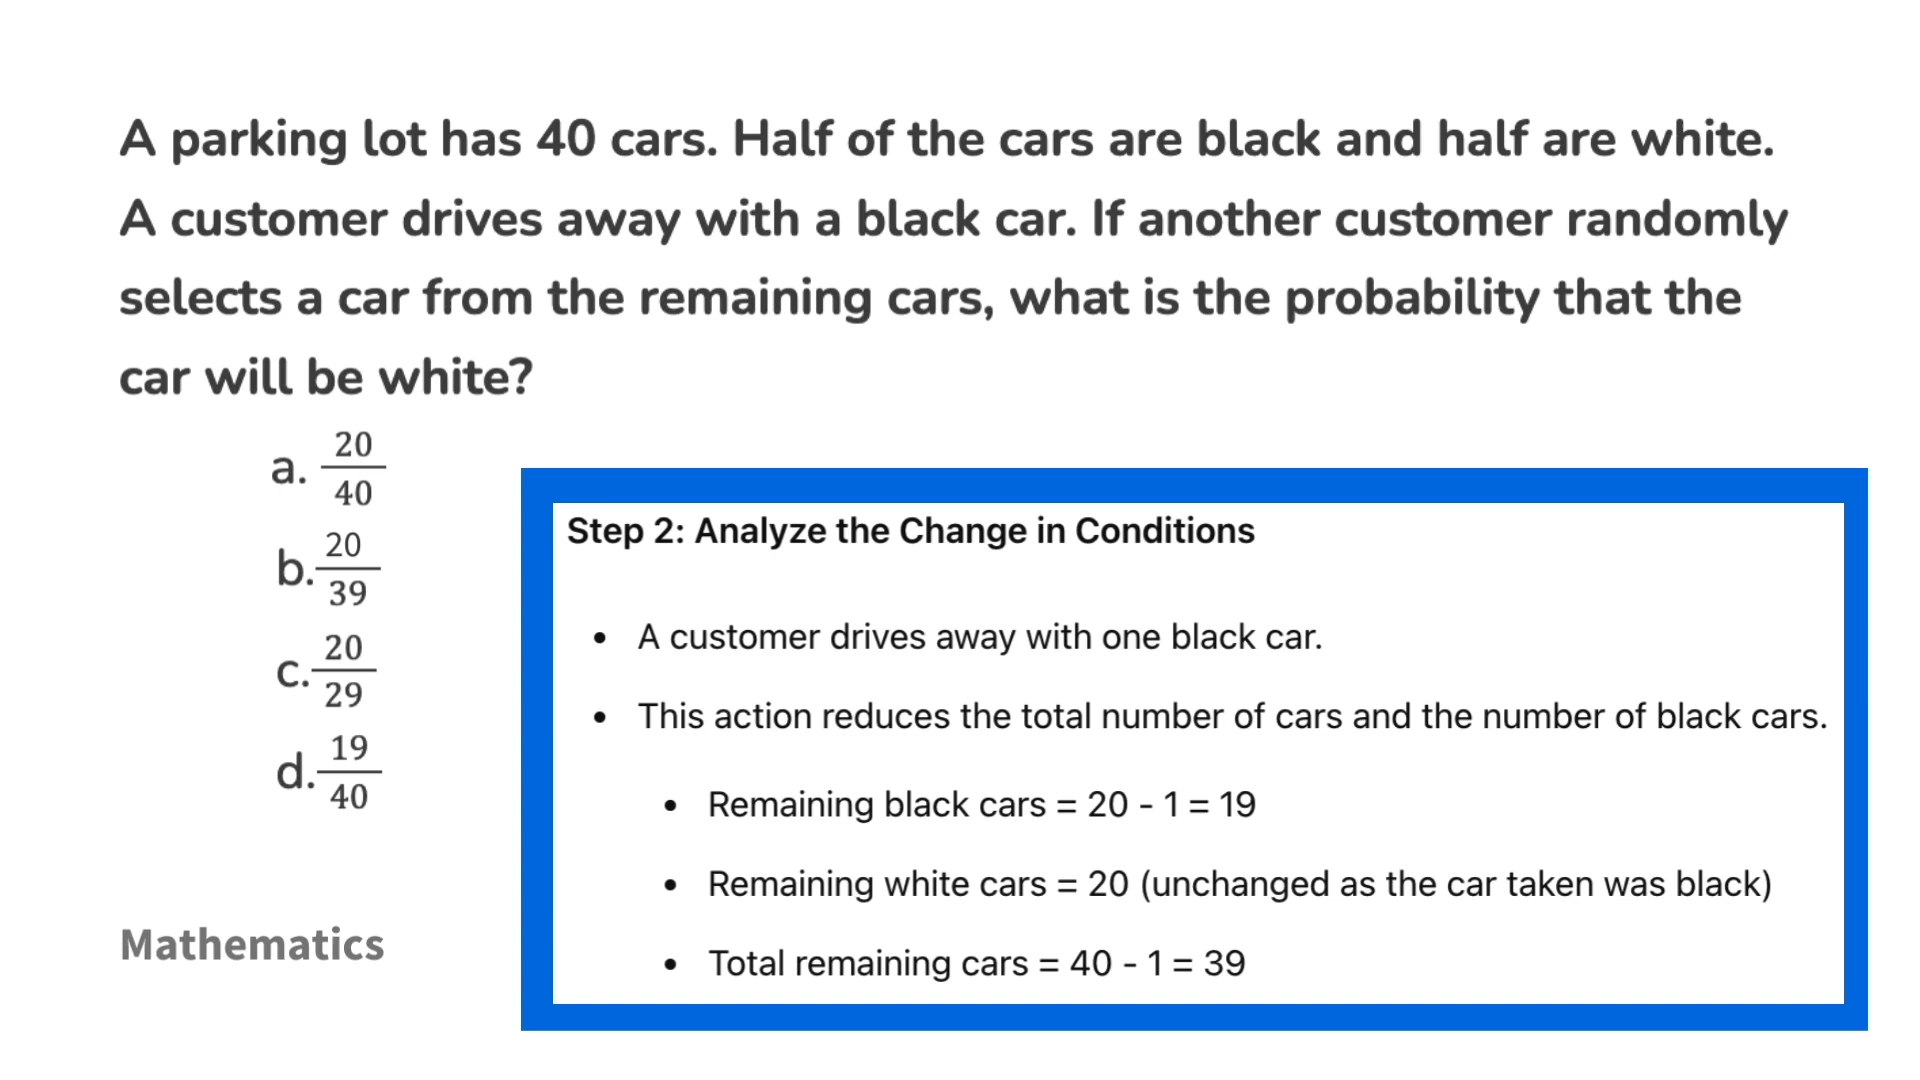 A parking lot has 40 cars. Half of the cars are black and half are white.
A customer drives away with a black car. If another customer randomly
selects a car from the remaining cars, what is the probability that the
car will be white?
a. 20/40
b. 20/39
c. 20/29
d. 19/40
Step 2: Analyze the Change in Conditions
• A customer drives away with one black car.
• This action reduces the total number of cars and the number of black cars.
• Remaining black cars = 20 - 1 = 19
• Remaining white cars = 20 (unchanged as the car taken was black)
• Total remaining cars = 40 - 1 = 39
Mathematics